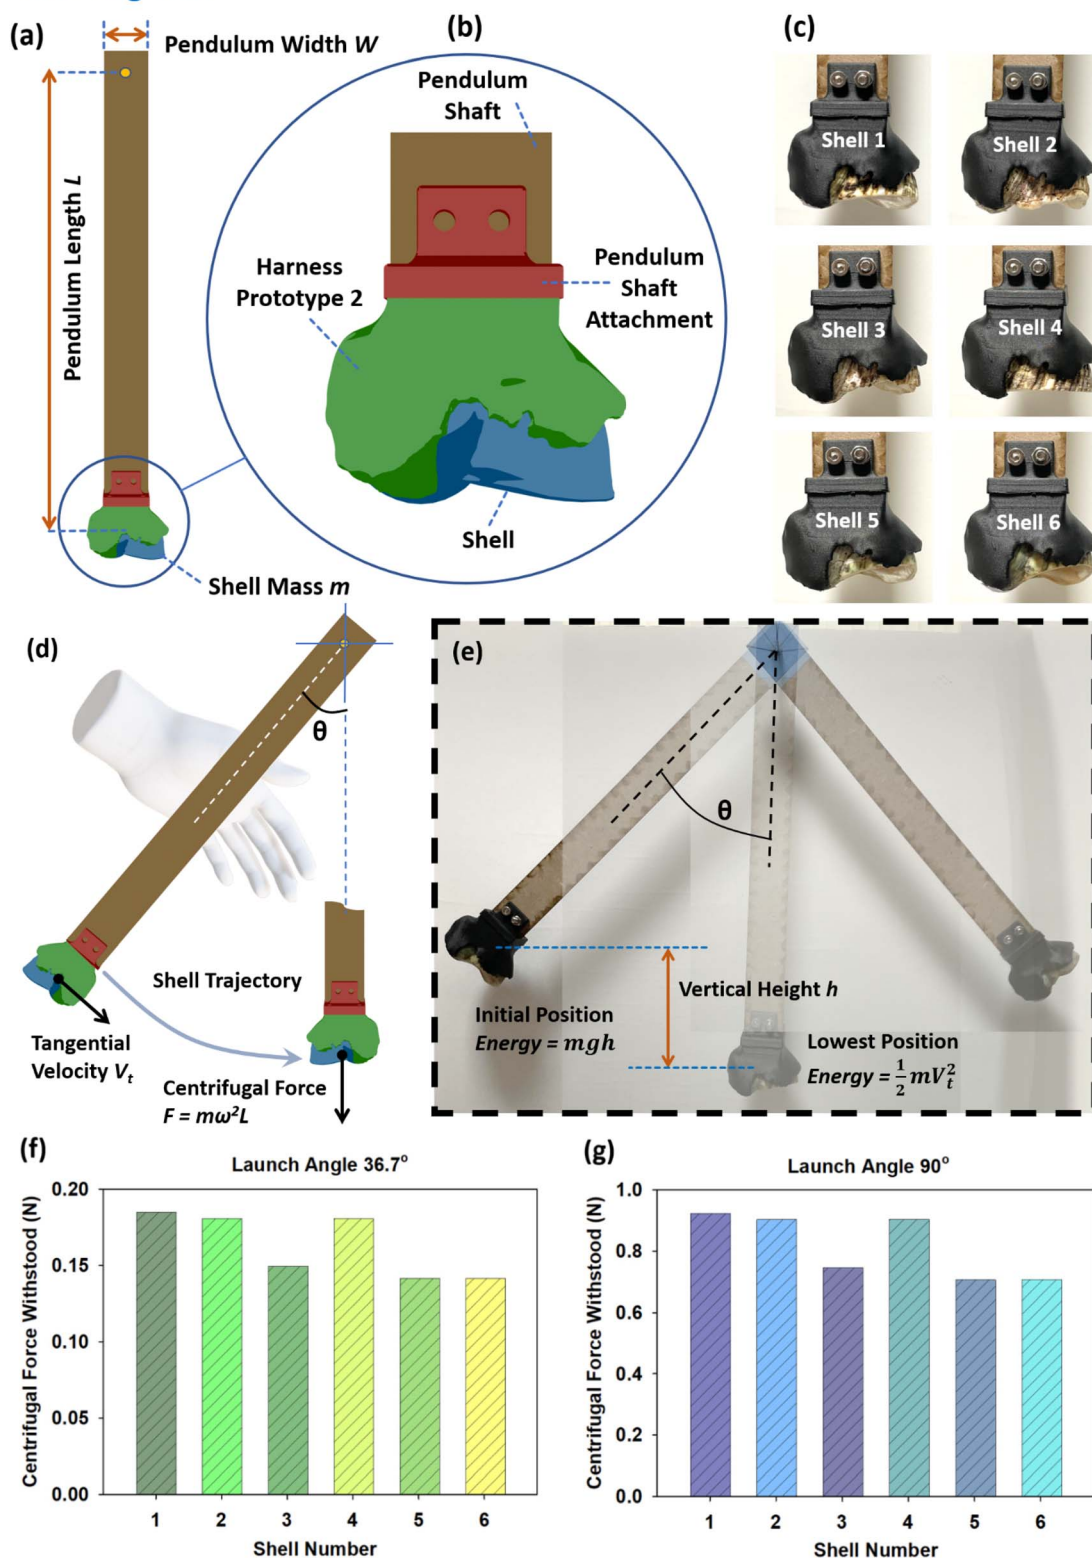 (a)
Pendulum Width W
Pendulum Length L
Shell Mass m
(b)
Pendulum
Shaft
Harness
Prototype 2
Pendulum
Shaft
Attachment
Shell
(c)
Shell 1
Shell 2
Shell 3
Shell 4
Shell 5
Shell 6
(d)
θ
Shell Trajectory
Tangential
Velocity Vₜ
Centrifugal Force
F = mω²L
(e)
θ
Vertical Height h
Initial Position
Energy = mgh
Lowest Position
Energy = ½ mVₜ²
(f)
Launch Angle 36.7°
Centrifugal Force Withstood (N)
0.20
0.15
0.10
0.05
0.00
1 2 3 4 5 6
Shell Number
(g)
Launch Angle 90°
Centrifugal Force Withstood (N)
1.0
0.8
0.6
0.4
0.2
0.0
1 2 3 4 5 6
Shell Number